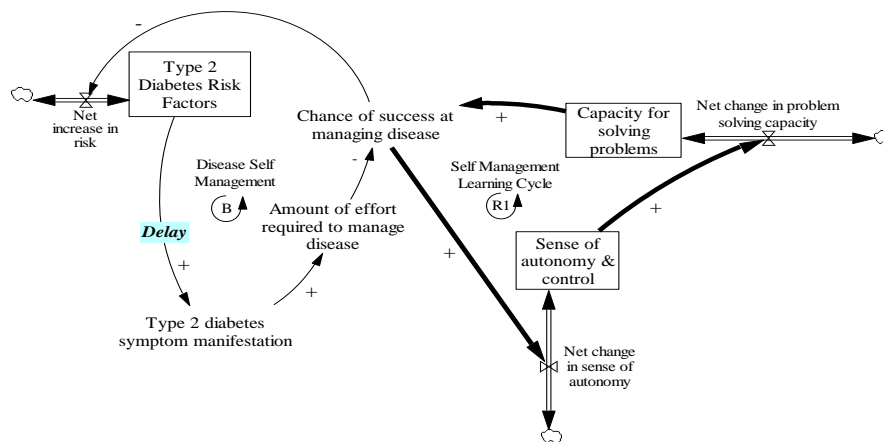 -
Type 2
Diabetes Risk
Factors
Net
increase in
risk
Chance of success at
managing disease
+
Capacity for
solving
problems
Net change in problem
solving capacity
Disease Self
Management
B
-
Self Management
Learning Cycle
R1
Amount of effort
required to manage
disease
+
Delay
+
+
Sense of
autonomy &
control
+
Type 2 diabetes
symptom manifestation
Net change
in sense of
autonomy